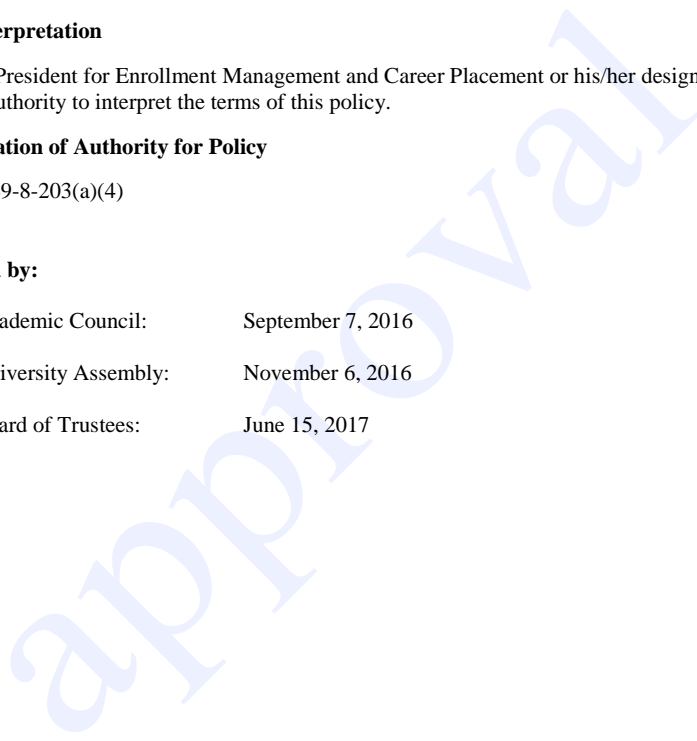 erpretation
President for Enrollment Management and Career Placement or his/her design
uthority to interpret the terms of this policy.
ation of Authority for Policy
9-8-203(a)(4)
by:
ademic Council: September 7, 2016
iversity Assembly: November 6, 2016
ard of Trustees: June 15, 2017
approval